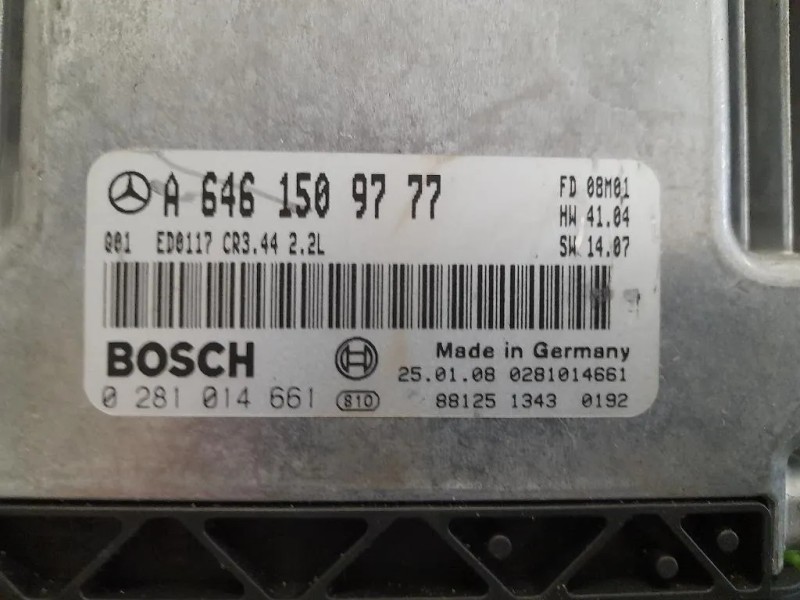 A 646 150 97 77
FD 08M01
HW 41.04
Q01 ED0117 CR3.44 2.2L
SW 14.07
BOSCH
Made in Germany
25.01.08 0281014661
0 281 014 661 S10
88125 1343 0192